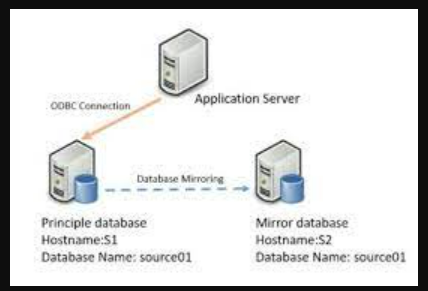 Application Server
ODBC Connection
Database Mirroring
Principle database
Hostname:S1
Database Name: source01
Mirror database
Hostname:S2
Database Name: source01